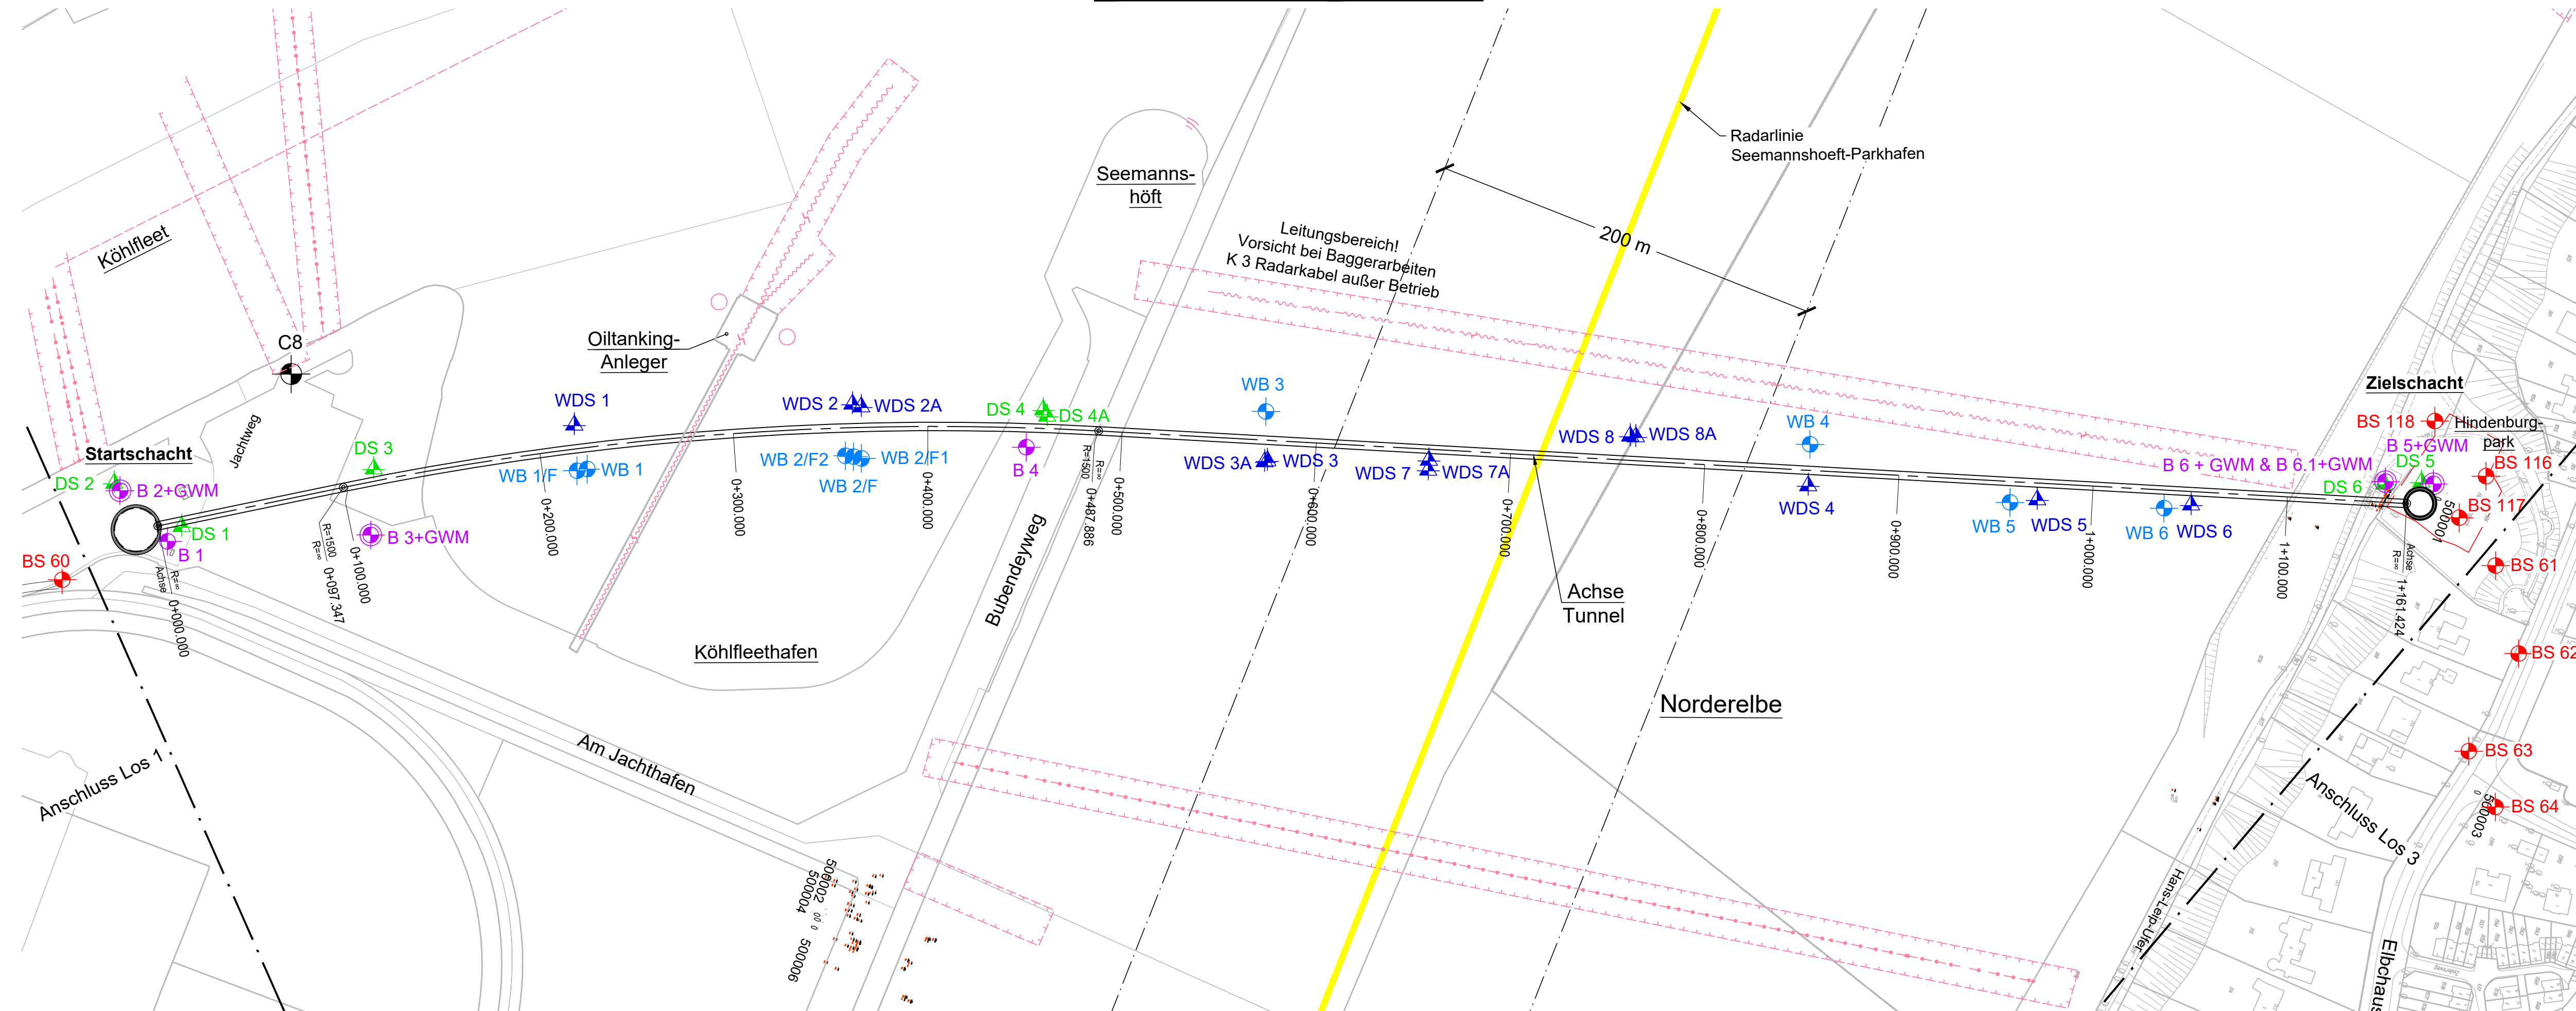 Köhlfleet
C8
Jachtweg
Startschacht
DS 2
B 2+GWM
DS 1
B 1
BS 60
R=∞
Achse
0+000.000
DS 3
B 3+GWM
R=1500
R=∞
0+097.347
0+100.000
Anschluss Los 1
Am Jachthafen
Köhlfleethafen
Oiltanking-
Anleger
WDS 1
WB 1/F
WB 1
0+200.000
0+300.000
WDS 2
WDS 2A
WB 2/F2
WB 2/F1
WB 2/F
0+400.000
DS 4
DS 4A
B 4
R=1500
R=∞
0+487.886
0+500.000
Bubendeyweg
Seemanns-
höft
Leitungsbereich!
Vorsicht bei Baggerarbeiten
K 3 Radarkabel außer Betrieb
200 m
Radarlinie
Seemannshoeft-Parkhafen
WB 3
WDS 3A
WDS 3
0+600.000
WDS 7
WDS 7A
0+700.000
Achse
Tunnel
WDS 8
WDS 8A
0+800.000
WB 4
WDS 4
0+900.000
WB 5
WDS 5
1+000.000
WB 6
WDS 6
1+100.000
Norderelbe
Zielschacht
BS 118
Hindenburg-
park
B 5+GWM
B 6 + GWM & B 6.1+GWM
DS 5
DS 6
BS 116
BS 117
500001
BS 61
Achse
R=∞
1+161.424
BS 62
BS 63
BS 64
500003
Anschluss Los 3
Hans-Leip-Ufer
Elbchaus
500002
500004
500006